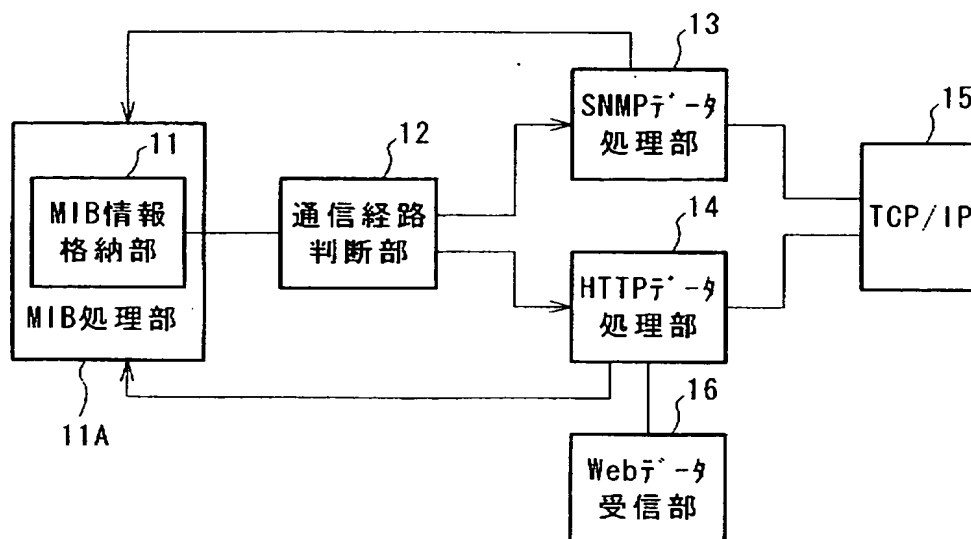 13
SNMPデータ
処理部
15
TCP/IP
11
MIB情報
格納部
MIB処理部
11A
12
通信経路
判断部
14
HTTPデータ
処理部
16
Webデータ
受信部